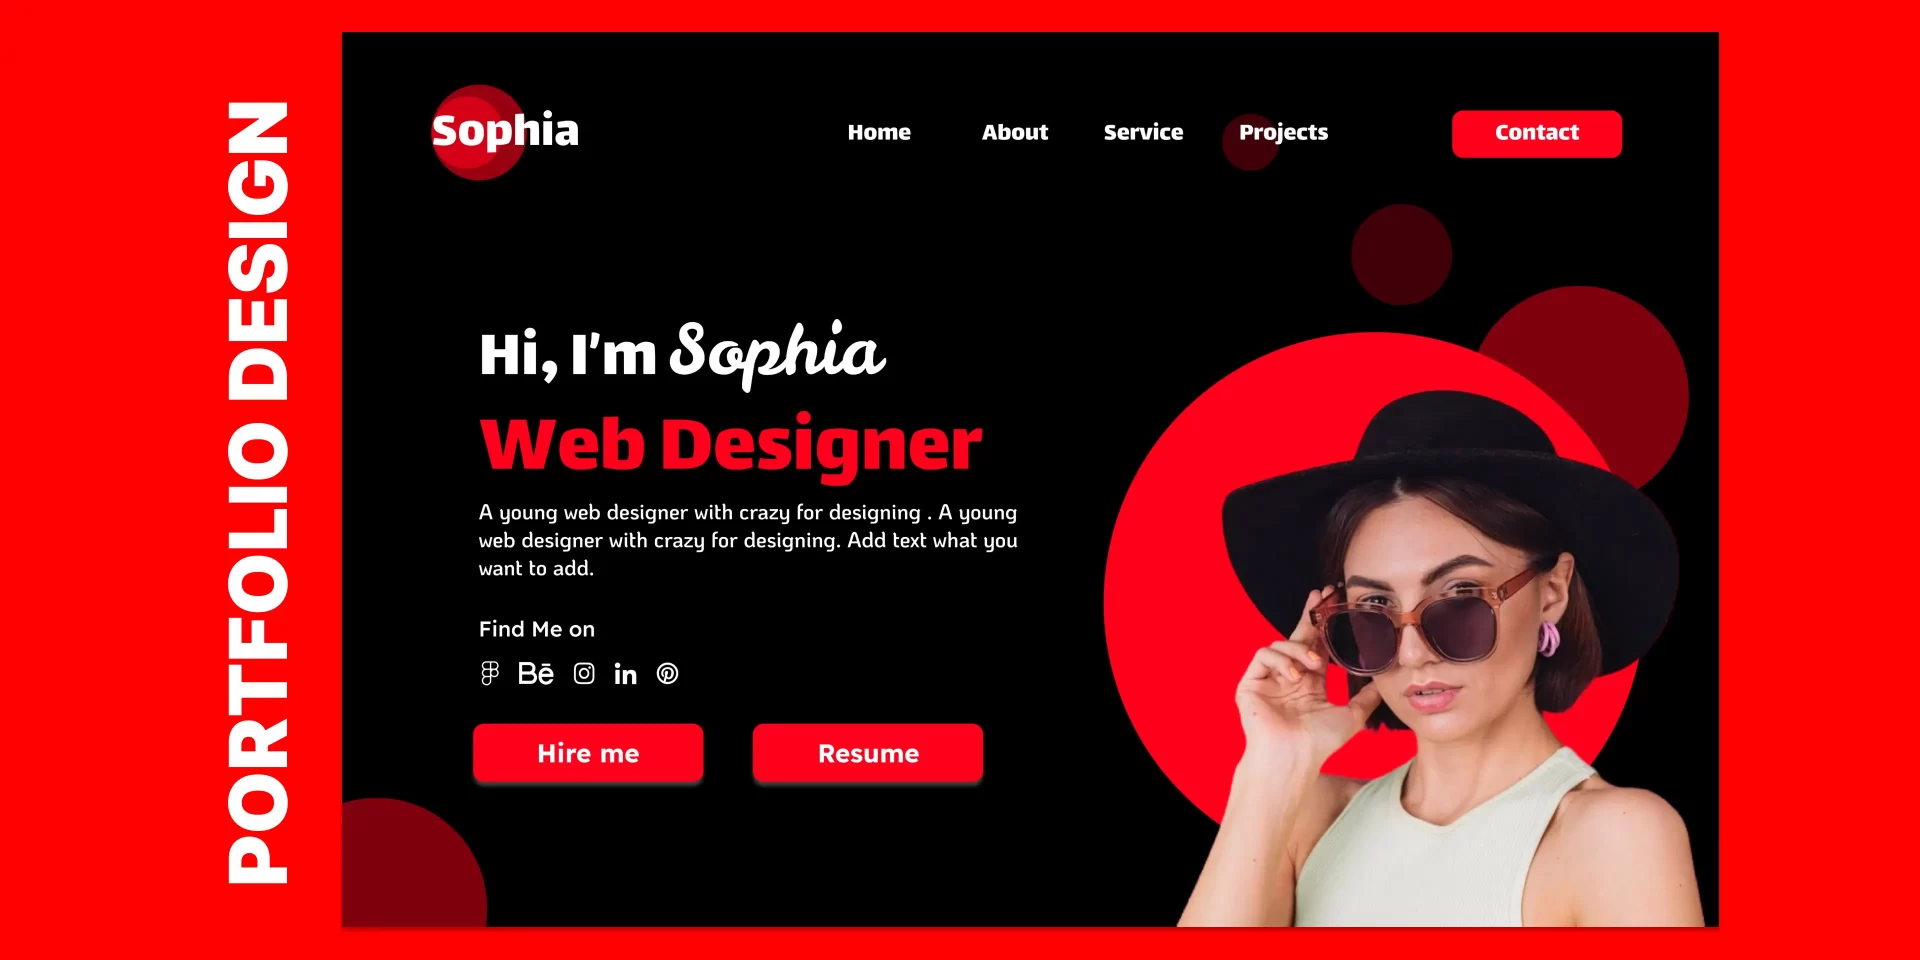 PORTFOLIO DESIGN
Sophia
Home About Service Projects Contact
Hi, I'm Sophia
Web Designer
A young web designer with crazy for designing . A young
web designer with crazy for designing. Add text what you
want to add.
Find Me on
Bē in
Hire me Resume